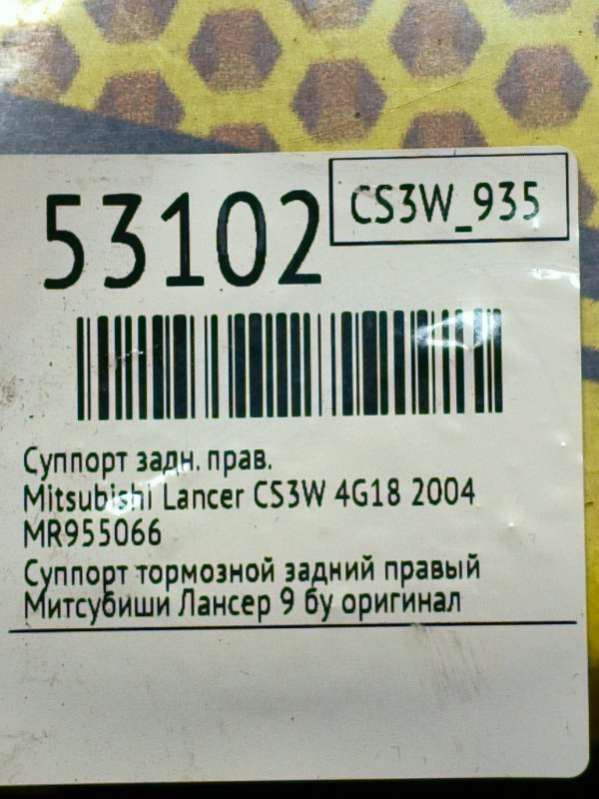 53102
CS3W_935
Суппорт задн. прав.
Mitsubishi Lancer CS3W 4G18 2004
MR955066
Суппорт тормозной задний правый
Митсубиши Лансер 9 бу оригинал